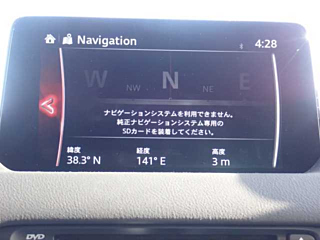 Navigation 4:28
W NW N NE E
ナビゲーションシステムを利用できません。
純正ナビゲーションシステム専用の
SDカードを装着してください。
緯度 経度 高度
38.3° N 141° E 3 m
DVD